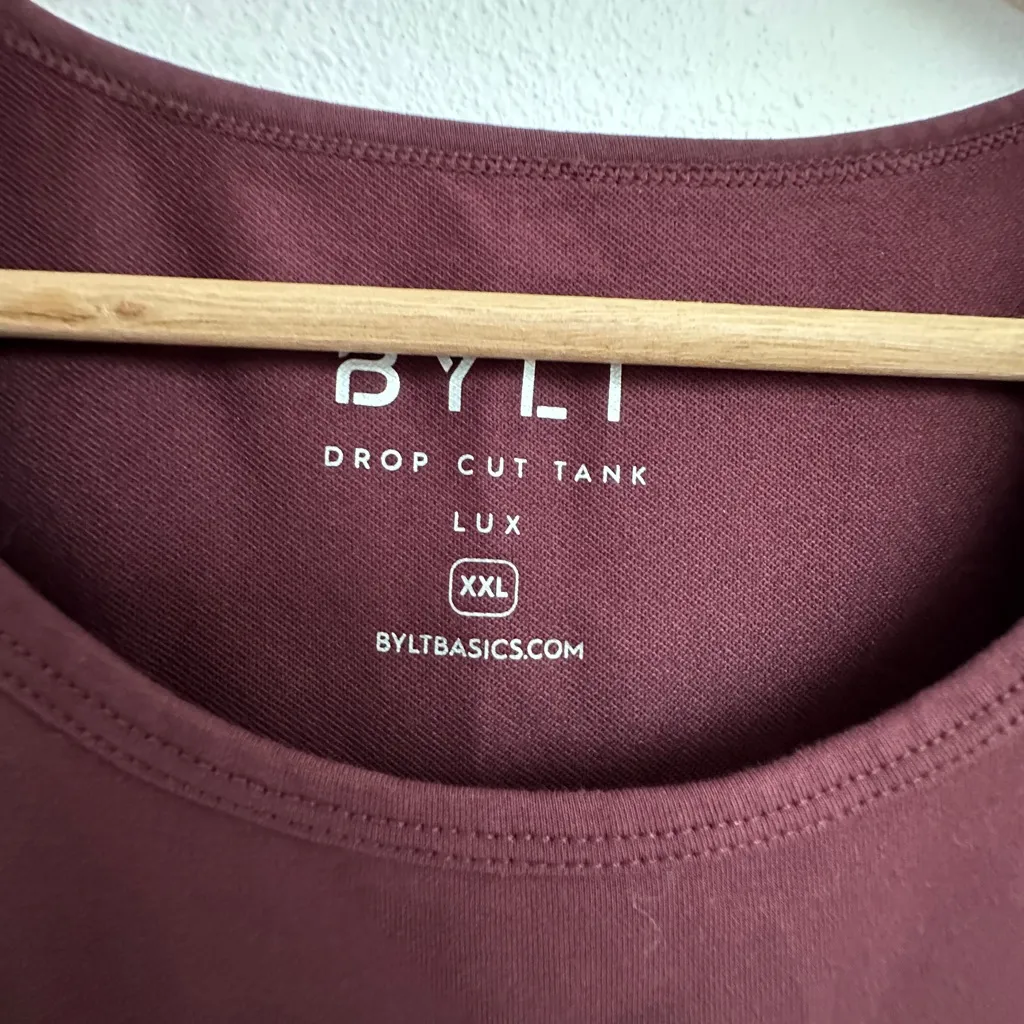 BYLT
DROP CUT TANK
LUX
XXL
BYLTBASICS.COM